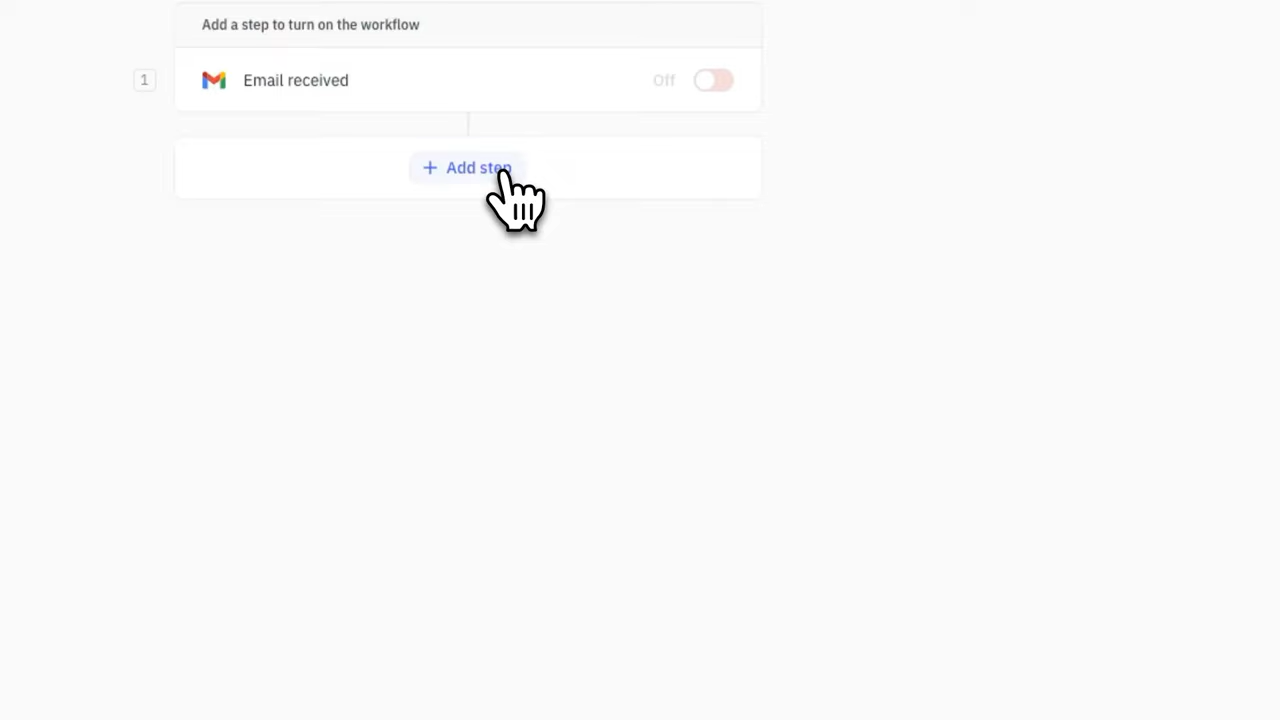 Add a step to turn on the workflow
1
Email received
Off
+ Add step